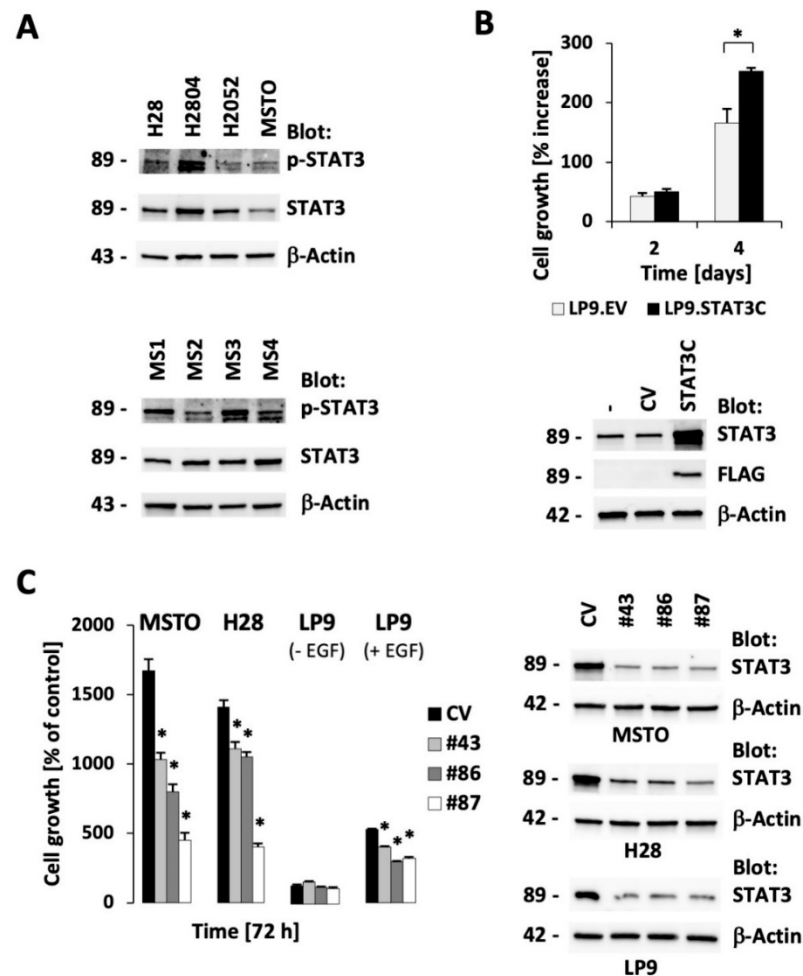 A
H28
H2804
H2052
MSTO
Blot:
89 - p-STAT3
89 - STAT3
43 - β-Actin
MS1
MS2
MS3
MS4
Blot:
89 - p-STAT3
89 - STAT3
43 - β-Actin
B
Cell growth [% increase]
300
200
100
0
*
2 4
Time [days]
LP9.EV LP9.STAT3C
-
CV
STAT3C
Blot:
89 - STAT3
89 - FLAG
42 - β-Actin
C
Cell growth [% of control]
2000
1500
1000
500
0
MSTO H28 LP9 LP9
(- EGF) (+ EGF)
* * *
* * *
* * *
Time [72 h]
CV
#43
#86
#87
CV
#43
#86
#87
Blot:
89 - STAT3
42 - β-Actin
MSTO
Blot:
89 - STAT3
42 - β-Actin
H28
Blot:
89 - STAT3
42 - β-Actin
LP9